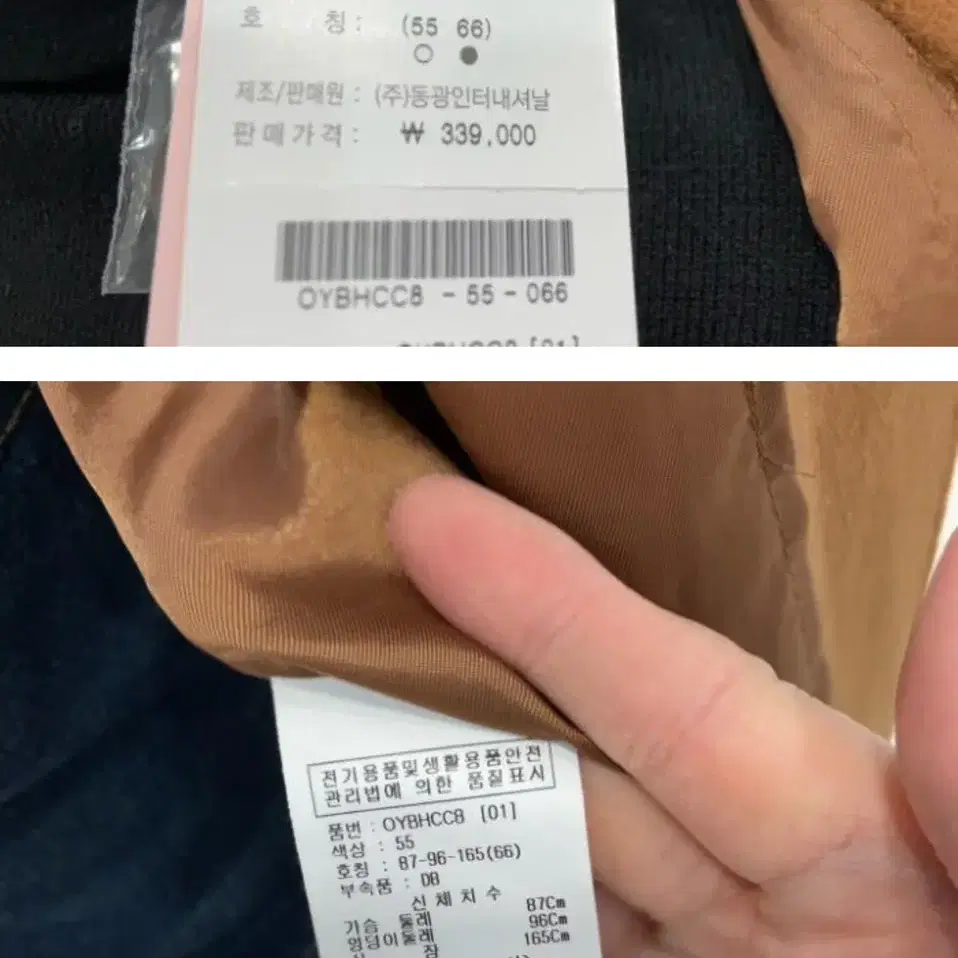 호 칭 : (55 66)
○ ●
제조/판매원 : (주)동광인터내셔날
판매가격 : ₩ 339,000
OYBHCC8 - 55 - 066
OYBHCC8 [01]
전기용품및생활용품안전
관리법에 의한 품질표시
품번 : OYBHCC8 [01]
색상 : 55
호칭 : 87-96-165(66)
부속품 : DB
신체치수
가슴 둘레 87Cm
엉덩이둘레 96Cm
장 165Cm